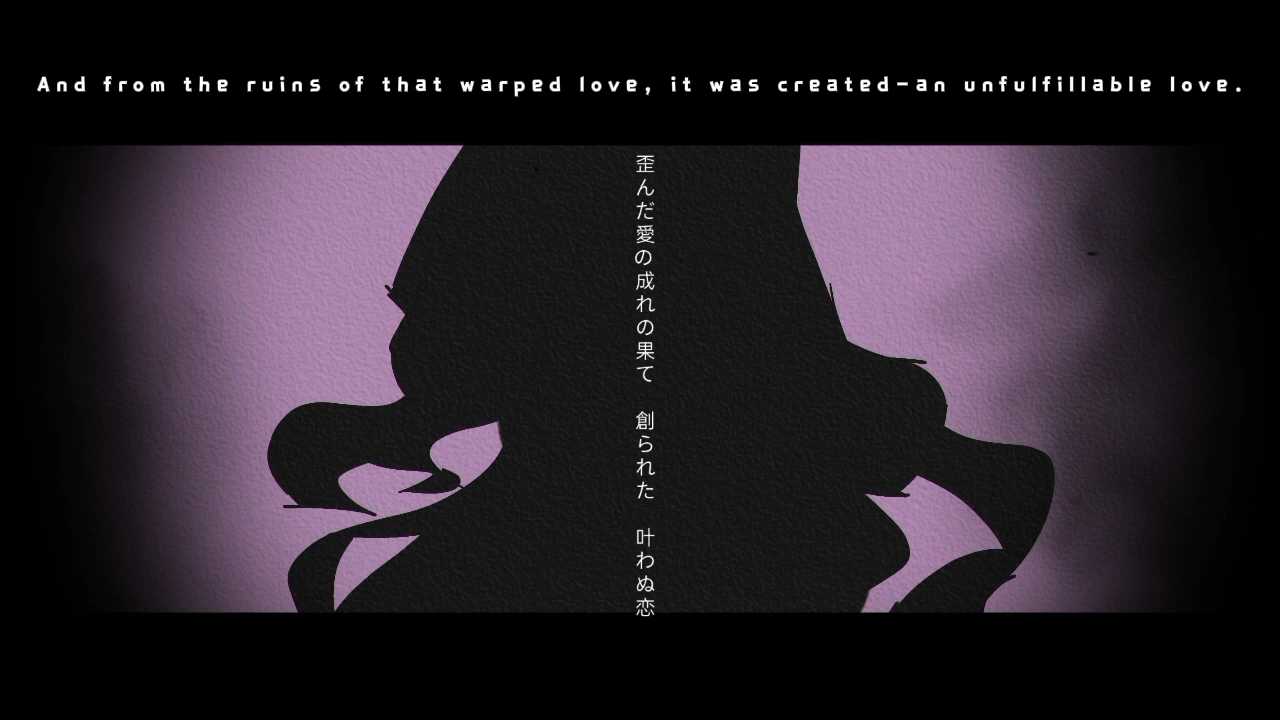 And from the ruins of that warped love, it was created-an unfulfillable love.
歪んだ愛の成れの果て 創られた 叶わぬ恋